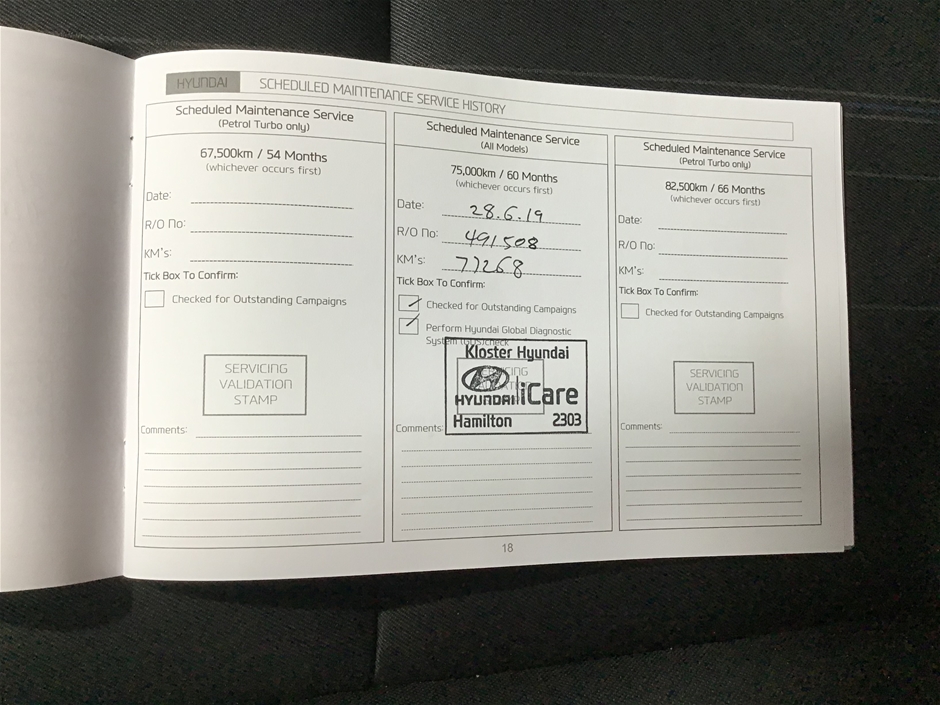 HYUNDAI SCHEDULED MAINTENANCE SERVICE HISTORY
Scheduled Maintenance Service
(Petrol Turbo only)
67,500km / 54 Months
(whichever occurs first)
Date:
R/O No:
KM's:
Tick Box To Confirm:
Checked for Outstanding Campaigns
SERVICING
VALIDATION
STAMP
Comments:
Scheduled Maintenance Service
(All Models)
75,000km / 60 Months
(whichever occurs first)
Date: 28.6.19
R/O No: 491508
KM's: 77268
Tick Box To Confirm:
Checked for Outstanding Campaigns
Perform Hyundai Global Diagnostic
System (GDS)check
Kloster Hyundai
HYUNDAI iCare
Hamilton 2303
Comments:
Scheduled Maintenance Service
(Petrol Turbo only)
82,500km / 66 Months
(whichever occurs first)
Date:
R/O No:
KM's:
Tick Box To Confirm:
Checked for Outstanding Campaigns
SERVICING
VALIDATION
STAMP
Comments:
18